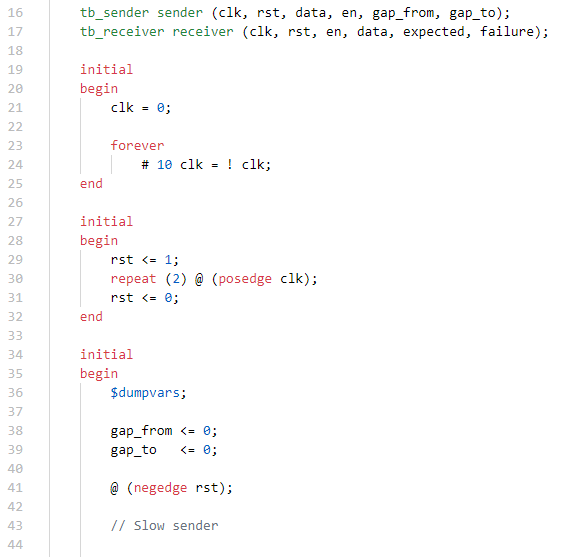 16 tb_sender sender (clk, rst, data, en, gap_from, gap_to);
17 tb_receiver receiver (clk, rst, en, data, expected, failure);
18
19 initial
20 begin
21 clk = 0;
22
23 forever
24 # 10 clk = ! clk;
25 end
26
27 initial
28 begin
29 rst <= 1;
30 repeat (2) @ (posedge clk);
31 rst <= 0;
32 end
33
34 initial
35 begin
36 $dumpvars;
37
38 gap_from <= 0;
39 gap_to   <= 0;
40
41 @ (negedge rst);
42
43 // Slow sender
44